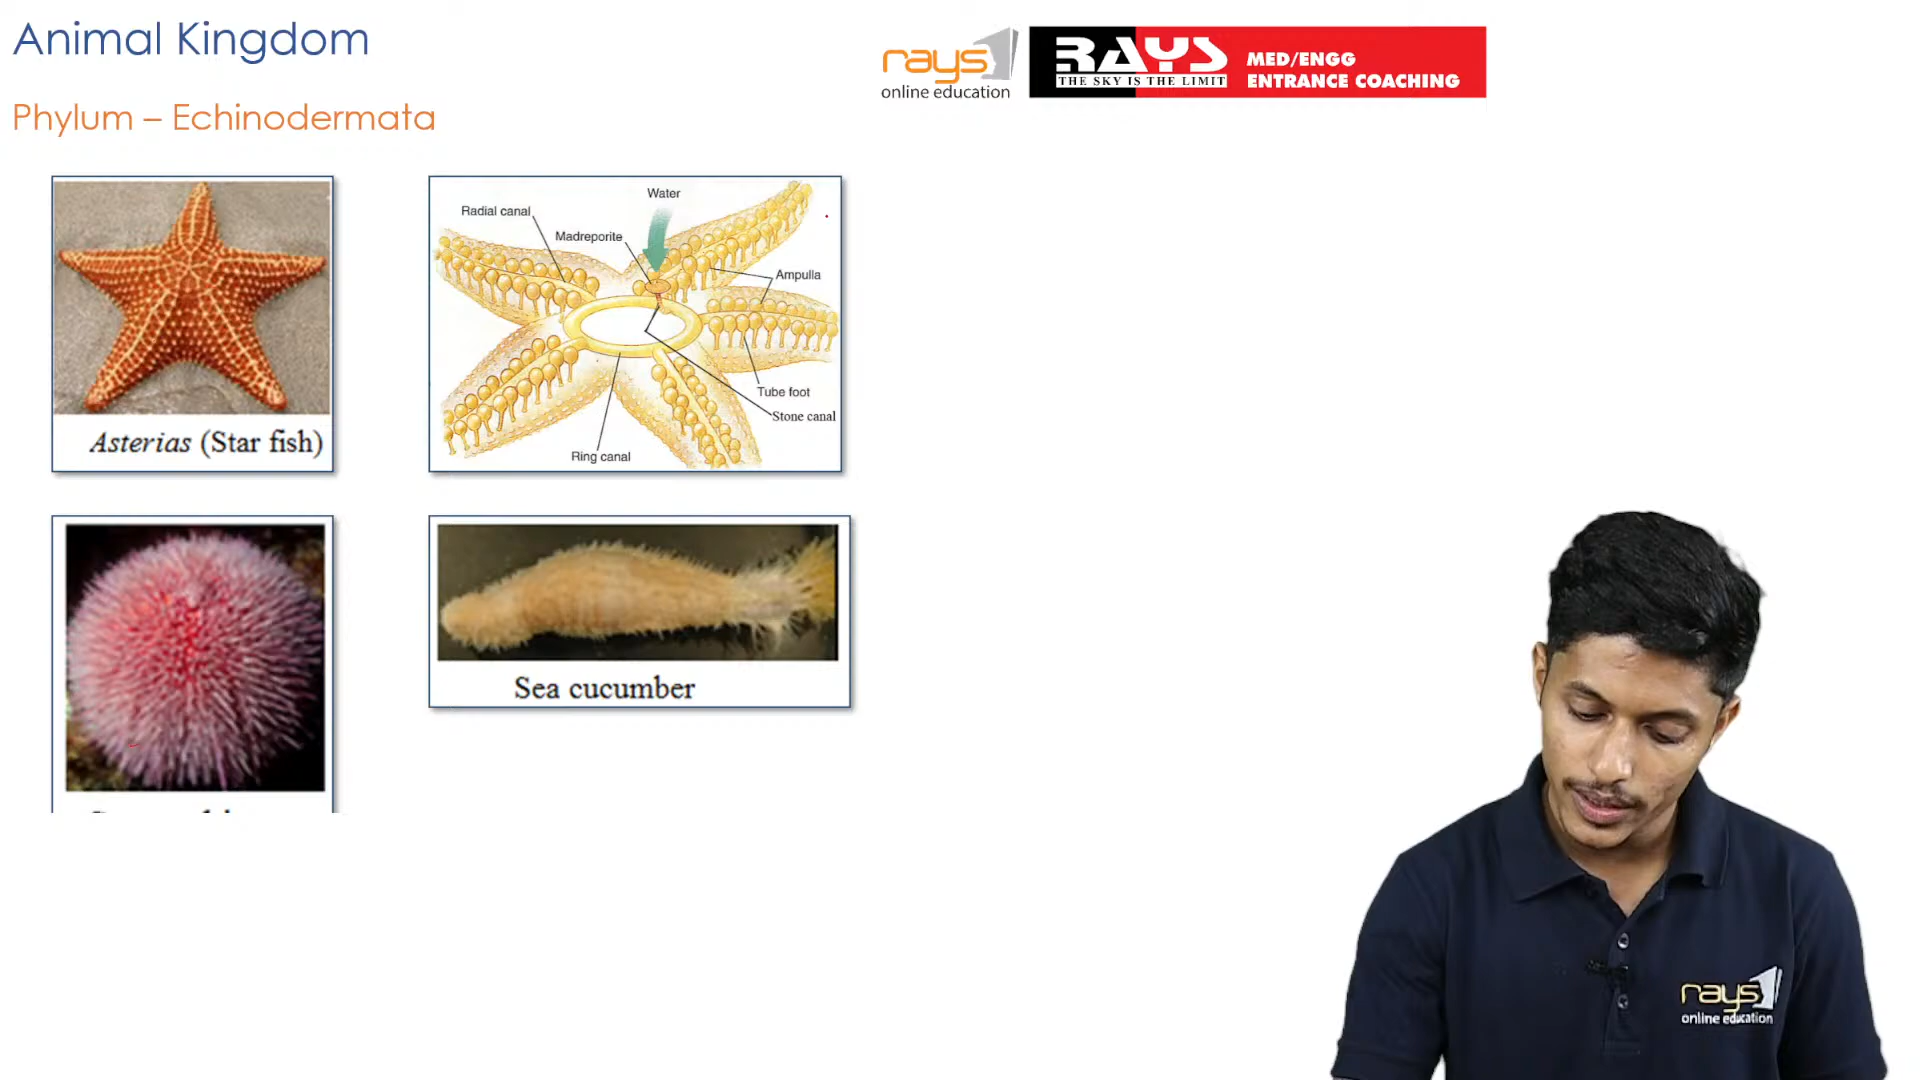 Animal Kingdom
rays
online education
RAYS
THE SKY IS THE LIMIT
MED/ENGG
ENTRANCE COACHING
Phylum – Echinodermata
Water
Radial canal
Madreporite
Ampulla
Tube foot
Stone canal
Ring canal
Asterias (Star fish)
Sea cucumber
rays
online education